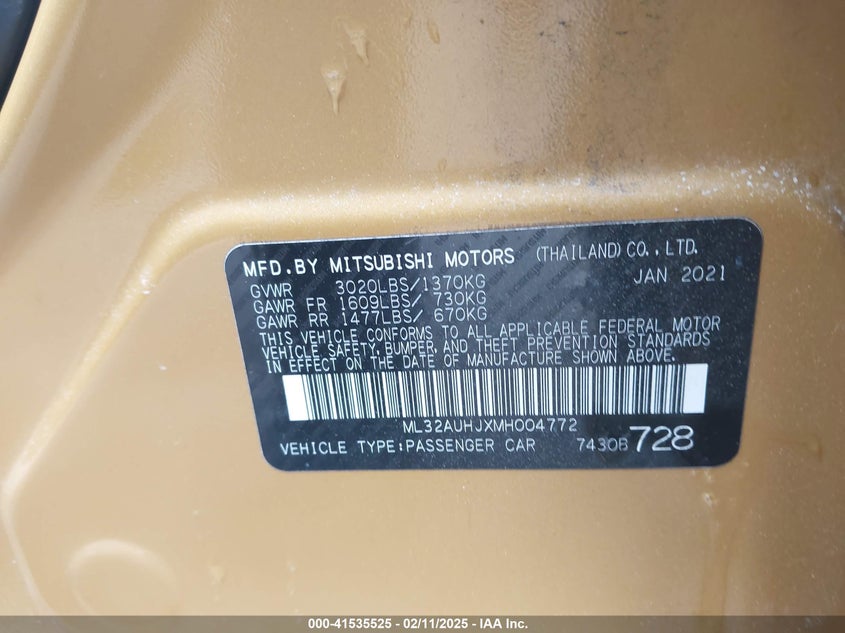 MFD.BY MITSUBISHI MOTORS (THAILAND)CO.,LTD.
GVWR 3020LBS/1370KG JAN 2021
GAWR FR 1609LBS/ 730KG
GAWR RR 1477LBS/ 670KG
THIS VEHICLE CONFORMS TO ALL APPLICABLE FEDERAL MOTOR
VEHICLE SAFETY, BUMPER, AND THEFT PREVENTION STANDARDS
IN EFFECT ON THE DATE OF MANUFACTURE SHOWN ABOVE.
ML32AUHJXMH004772
VEHICLE TYPE:PASSENGER CAR 7430B 728
000-41535525 - 02/11/2025 - IAA Inc.